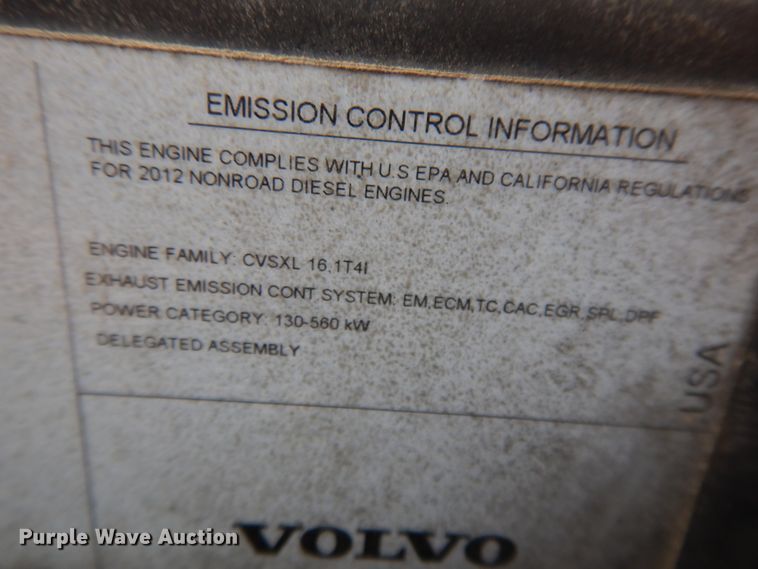 EMISSION CONTROL INFORMATION
THIS ENGINE COMPLIES WITH U.S EPA AND CALIFORNIA REGULATIONS
FOR 2012 NONROAD DIESEL ENGINES.
ENGINE FAMILY: CVSXL 16.1T4I
EXHAUST EMISSION CONT SYSTEM: EM,ECM,TC,CAC,EGR,SPL,DPF
POWER CATEGORY: 130-560 kW
DELEGATED ASSEMBLY
USA
VOLVO
Purple Wave Auction